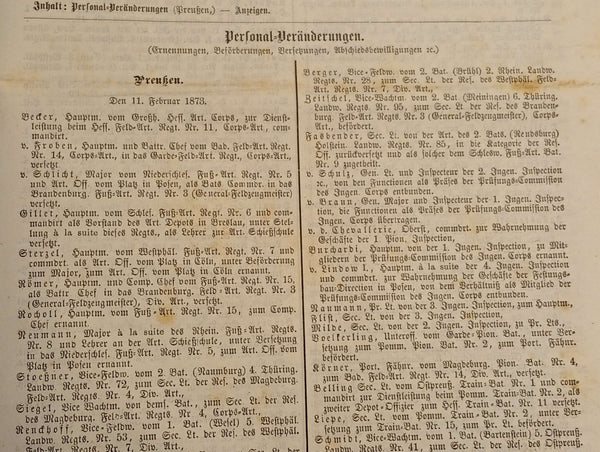 Inhalt: Personal-Veränderungen (Preußen,) — Anzeigen.
Personal-Veränderungen.
(Ernennungen, Beförderungen, Versetzungen, Abschiedsbewilligungen ꝛc.)
Preußen.
Den 11. Februar 1873.
Becker, Hauptm. vom Großh. Hess. Art. Corps, zur Dienst-
leistung beim Hess. Feld-Art. Regt. Nr. 11, Corps-Art., com-
mandirt.
v. Froben, Hauptm. und Battr. Chef vom Bad. Feld-Art. Regt.
Nr. 14, Corps-Art., in das Garde-Feld-Art. Regt., Corps-Art.,
versetzt.
v. Schlicht, Major vom Niederschles. Fuß-Art. Regt. Nr. 5
und Art. Off. vom Platz in Posen, als Bats Commdr. in das
Brandenburg. Fuß-Art. Regt. Nr. 3 (General-Feldzeugmeister)
versetzt.
Gillet, Hauptm. vom Schles. Fuß-Art. Regt. Nr. 6 und com-
mandirt als Vorstand des Art. Depots in Breslau, unter Stel-
lung à la suite dieses Regts, als Lehrer zur Art. Schießschule
versetzt.
Sterzel, Hauptm. vom Westphäl. Fuß-Art. Regt. Nr. 7 und
commdrt. als Art. Off. vom Platz in Cöln, unter Beförderung
zum Major, zum Art. Off. vom Platz in Cöln ernannt.
Römer, Hauptm. und Comp. Chef vom Fuß-Art. Regt. Nr. 15,
als Battr. Chef in das Brandenburg. Feld-Art. Regt. Nr. 3
(General-Feldzeugmeister), Div. Art., versetzt.
Rocholl, Hauptm. vom Fuß-Art. Regt. Nr. 15, zum Comp.
Chef ernannt.
Neumann, Major à la suite des Rhein. Fuß-Art. Regts.
Nr. 8 und Lehrer an der Art. Schießschule, unter Versetzung
in das Niederschles. Fuß-Art. Regt. Nr. 5, zum Art. Off. vom
Platz in Posen ernannt.
Stoeßner, Vice-Feldw. vom 2. Bat. (Naumburg) 4. Thüring.
Landw. Regts. Nr. 72, zum Sec. Lt. der Res. des Magdeburg.
Feld-Art. Regts. Nr. 4, Div. Art.,
Siegel, Vice Wachtm. von demf. Bat., zum Sec. Lt. der Res.
des Magdeburg. Feld-Art. Regts. Nr. 4, Corps-Art.,
Renckhoff, Vice-Feldw. vom 1. Bat. (Wesel) 5. Westphäl.
Landw. Regts. Nr. 53, zum Sec. Lt. der Res. des Westphäl.
Feld-Art. Regts. Nr. 7, Div. Art.,
Berger, Vice-Feldw. vom 2. Bat. (Brühl) 2. Rhein. Landw.
Regts. Nr. 28, zum Sec. Lt. der Res. des Westphäl. Feld-
Art. Regts. Nr. 7, Div. Art.,
Zeitschel, Vice-Wachtm. vom 2. Bat (Meiningen) 6. Thüring.
Landw. Regts. Nr. 95, zum Sec. Lt. der Res. des Branden-
burg. Feld-Art. Regts. Nr. 3 (General-Feldzeugmeister), Corps-
Art., befördert.
Fasbender, Sec. Lt. von der Art. des 2. Bats. (Rendsburg)
Holstein. Landw. Regts. Nr. 85, in die Kategorie der Res.
Off. zurückversetzt und als solcher dem Schlesw. Fuß-Art. Bat.
Nr. 9 zugetheilt.
v. Schulz, Gen. Lt. und Inspecteur der 2. Ingen. Inspection
ꝛc., von den Functionen als Präses der Prüfungs-Commission
des Ingen. Corps entbunden.
v. Braun, Gen. Major und Inspecteur der 1. Ingen. Inspec-
tion, die Functionen als Präses der Prüfungs-Commission des
Ingen. Corps übertragen.
v. d. Chevallerie, Oberst, commdrt. zur Wahrnehmung der
Geschäfte der 1. Pion. Inspection,
Burchardi, Hauptm. von der 1. Ingen. Inspection, zu Mit-
gliedern der Prüfungs-Commission des Ingen. Corps ernannt.
v. Lindow I., Hauptm. à la suite der 4. Ingen. Inspection
und commdrt. zur Wahrnehmung der Geschäfte der Festungs-
bau-Direction in Posen, von dem Verhältniß als Mitglied der
Prüfungs-Commission des Ingen. Corps entbunden.
Naumann, Pr. Lt. von der 3. Ingen. Inspection, zum Hauptm.,
Flist, Sec. Lt. von der 3. Ingen. Inspection,
Milde, Sec. Lt. von der 2. Ingen. Inspection, zu Pr. Lts.,
Voelkerling, Unteroff. vom Garde-Pion. Bat., unter Ver-
setzung zum Pomm. Pion. Bat. Nr. 2, zum Port.
Fähr.,
Körner, Port. Fähnr. vom Magdeburg. Pion. Bat. Nr. 4,
zum Bad. Feld-Art. Regt. Nr. 14, Div. Art., versetzt.
Belling Sec. Lt. vom Ostpreuß. Train-Bat. Nr. 1 und com-
mandirt zur Dienstleistung beim Pomm. Train-Bat. Nr. 2, als
zweiter Depot-Offizier zum Hess. Train-Bat. Nr. 11 versetzt.
Liepe, Sec. Lt. vom Pomm. Train-Bat. Nr. 2, unter Ver-
setzung zum Train-Bat. Nr. 15, zum Pr. Lt. befördert.
Schmidt, Vice-Wachtm. vom 1. Bat. (Bartenstein) 5. Ostpreuß.
Landw. Regts. Nr. 41, zum Sec. Lt. der Res. des